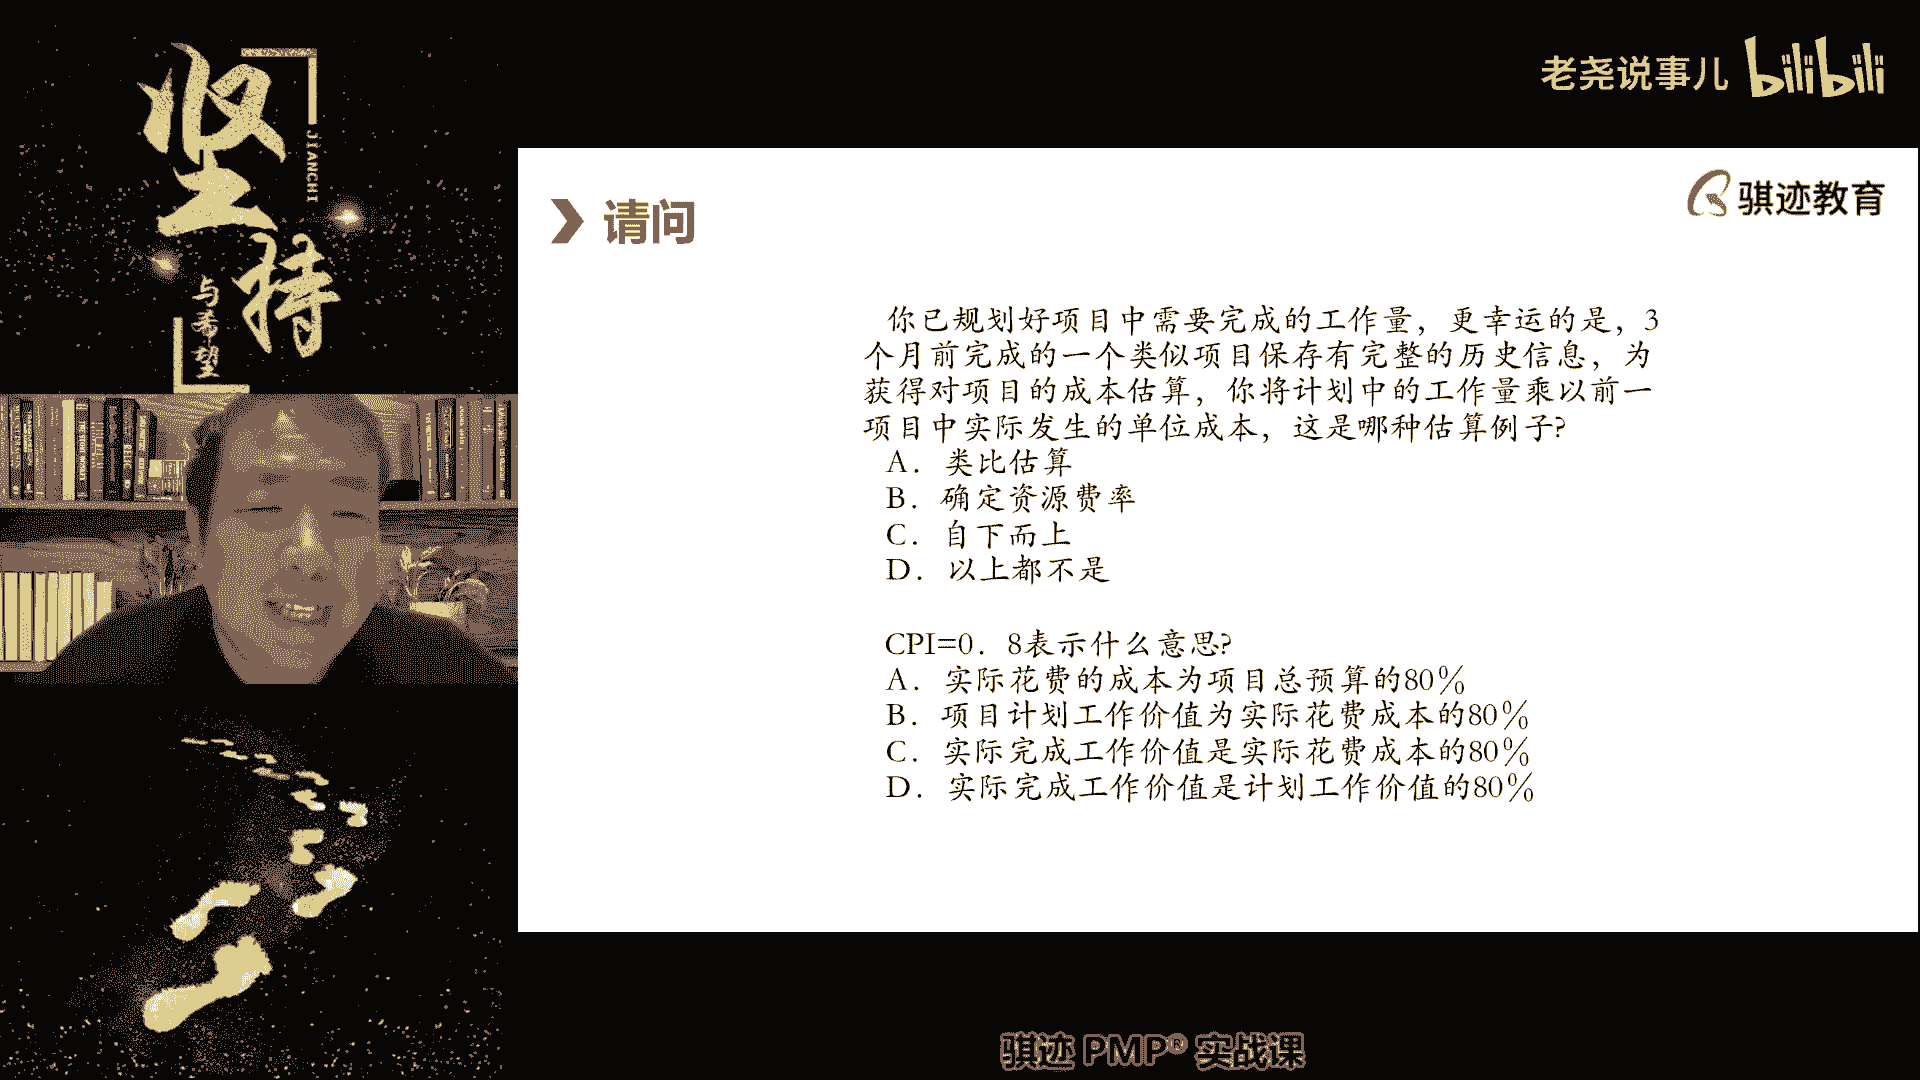 坚持
JIANCHI
与希望
老尧说事儿 bilibili
骐迹教育
请问
你已规划好项目中需要完成的工作量，更幸运的是，3
个月前完成的一个类似项目保存有完整的历史信息，为
获得对项目的成本估算，你将计划中的工作量乘以前一
项目中实际发生的单位成本，这是哪种估算例子?
A．类比估算
B．确定资源费率
C．自下而上
D．以上都不是
CPI=0．8表示什么意思?
A．实际花费的成本为项目总预算的80％
B．项目计划工作价值为实际花费成本的80％
C．实际完成工作价值是实际花费成本的80％
D．实际完成工作价值是计划工作价值的80％
骐迹 PMP® 实战课